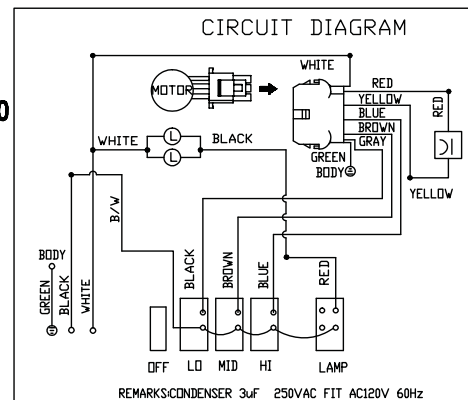 CIRCUIT DIAGRAM
WHITE
MOTOR
RED
YELLOW
BLUE
BROWN
GRAY
RED
0
WHITE
L
L
BLACK
GREEN
BODY
YELLOW
B/W
BODY
GREEN
BLACK
WHITE
BLACK
BROWN
BLUE
RED
OFF
LO
MID
HI
LAMP
REMARKS:CONDENSER 3uF 250VAC FIT AC120V 60Hz